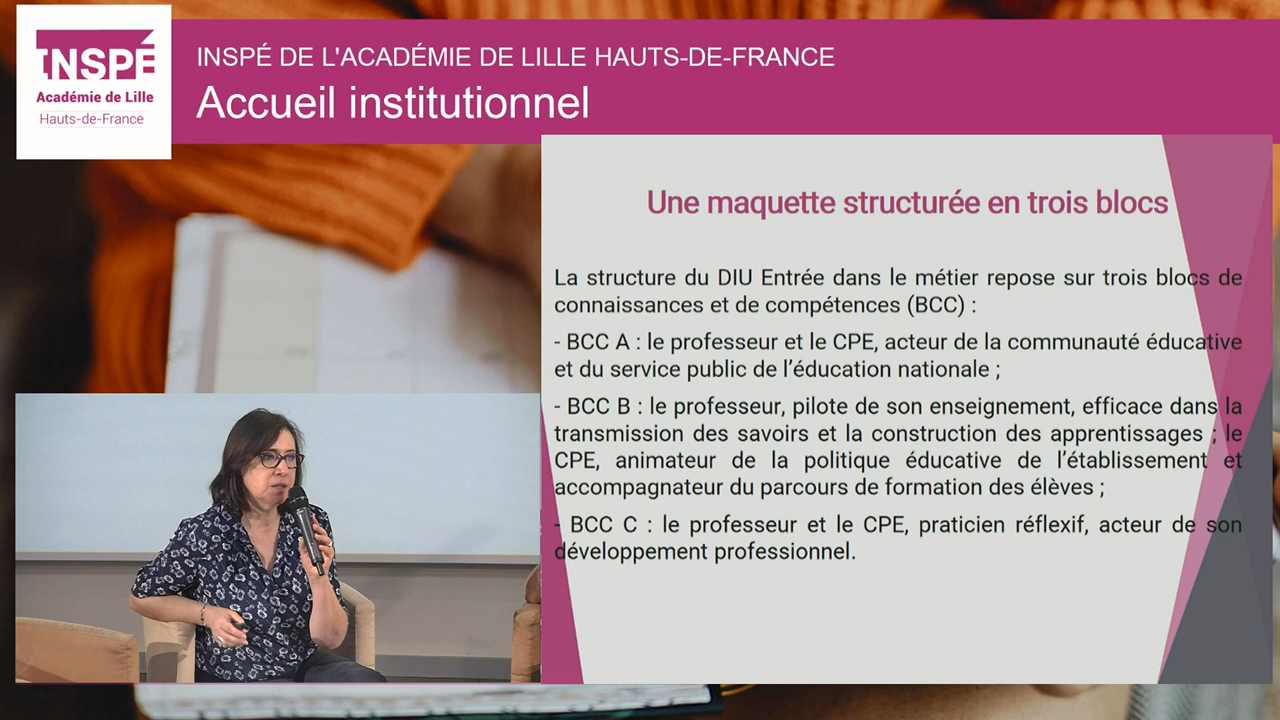 INSPÉ
Académie de Lille
Hauts-de-France
INSPÉ DE L'ACADÉMIE DE LILLE HAUTS-DE-FRANCE
Accueil institutionnel
Une maquette structurée en trois blocs
La structure du DIU Entrée dans le métier repose sur trois blocs de
connaissances et de compétences (BCC) :
- BCC A : le professeur et le CPE, acteur de la communauté éducative
et du service public de l’éducation nationale ;
- BCC B : le professeur, pilote de son enseignement, efficace dans la
transmission des savoirs et la construction des apprentissages ; le
CPE, animateur de la politique éducative de l’établissement et
accompagnateur du parcours de formation des élèves ;
- BCC C : le professeur et le CPE, praticien réflexif, acteur de son
développement professionnel.